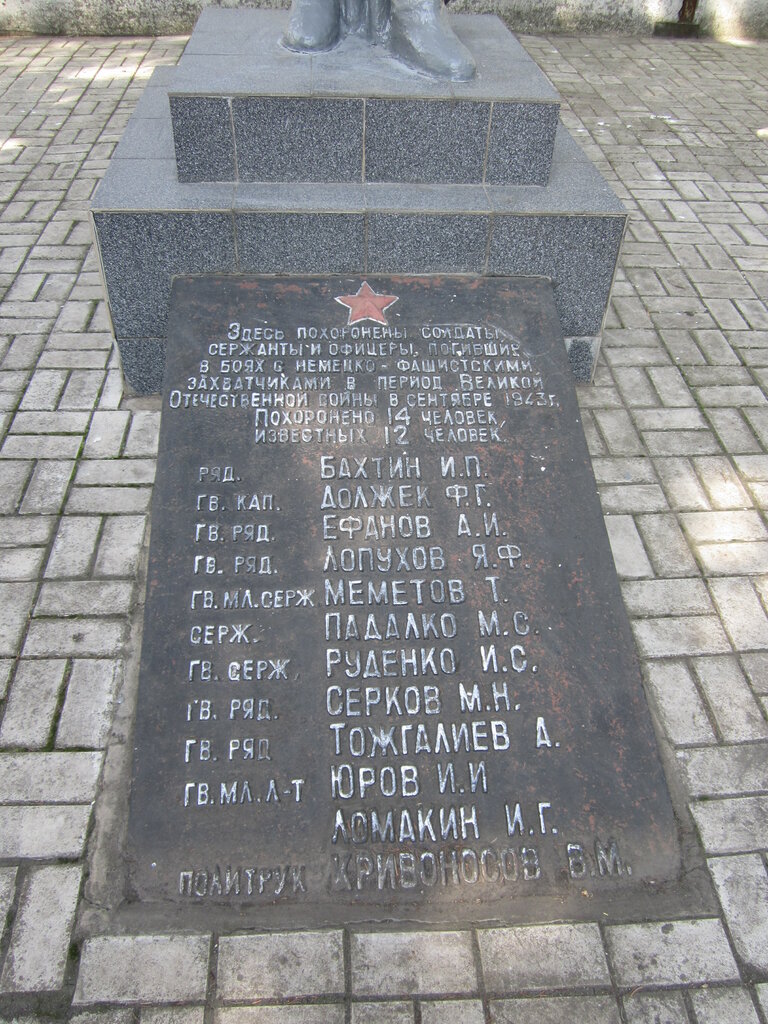 Здесь похоронены солдаты
сержанты и офицеры, погибшие
в боях с немецко-фашистскими
захватчиками в период Великой
Отечественной войны в сентябре 1943г.
Похоронено 14 человек,
известных 12 человек.
ряд. БАХТИН И.П.
гв. кап. ДОЛЖЕК Ф.Г.
гв. ряд. ЕФАНОВ А.И.
гв. ряд. ЛОПУХОВ Я.Ф.
гв. мл. серж МЕМЕТОВ Т.
серж. ПАДАЛКО М.С.
гв. серж. РУДЕНКО И.С.
гв. ряд. СЕРКОВ М.Н.
гв. ряд ТОЖГАЛИЕВ А.
гв. мл. л-т ЮРОВ И.И
ЛОМАКИН И.Г.
политрук КРИВОНОСОВ В.М.